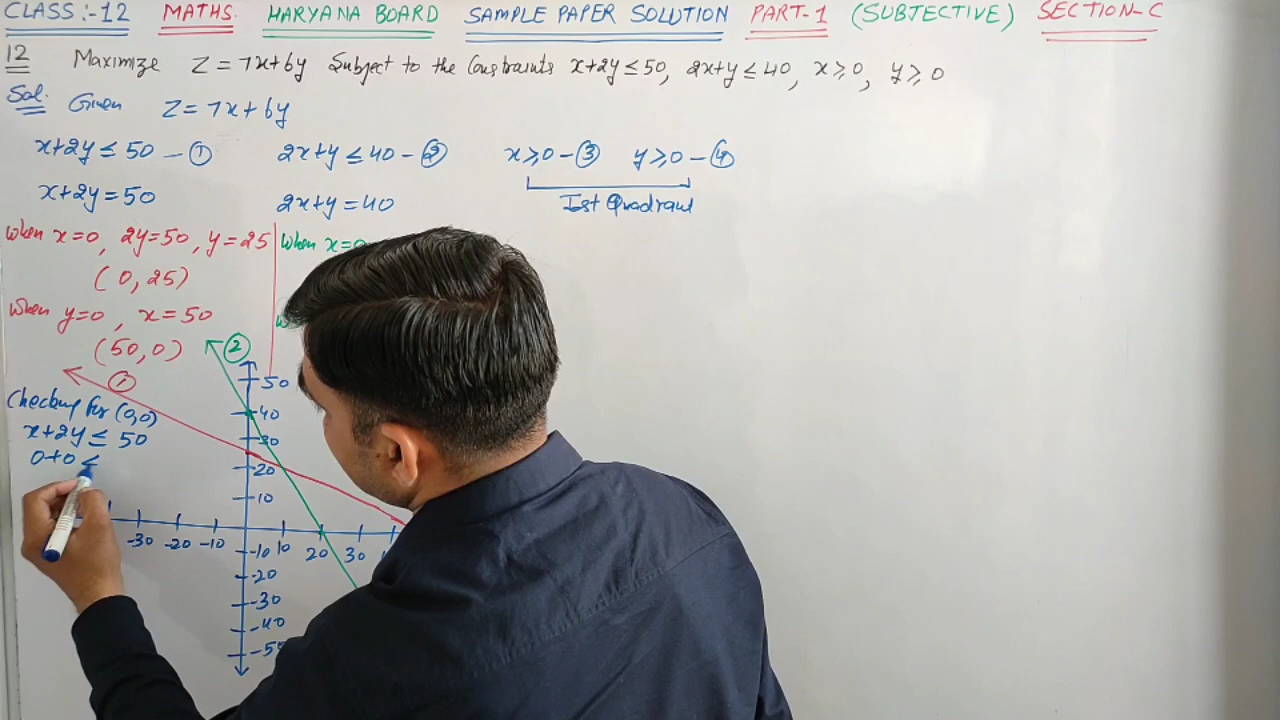 CLASS :-12 MATHS. HARYANA BOARD SAMPLE PAPER SOLUTION PART-1 (SUBJECTIVE) SECTION-C
12 Maximize Z = 7x+6y Subject to the Constraints x+2y ≤ 50, 2x+y ≤ 40, x ≥ 0, y ≥ 0
Sol. Given Z = 7x+6y
x+2y ≤ 50 - ① 2x+y ≤ 40 - ② x ≥ 0 - ③ y ≥ 0 - ④
x+2y = 50 2x+y = 40 Ist Quadrant
When x=0, 2y=50, y=25 When x=0
(0,25)
When y=0, x=50
(50,0)
②
①
Checking for (0,0)
x+2y ≤ 50
0+0 ≤
50
40
30
20
10
-30 -20 -10 10 20 30
-10
-20
-30
-40
-50